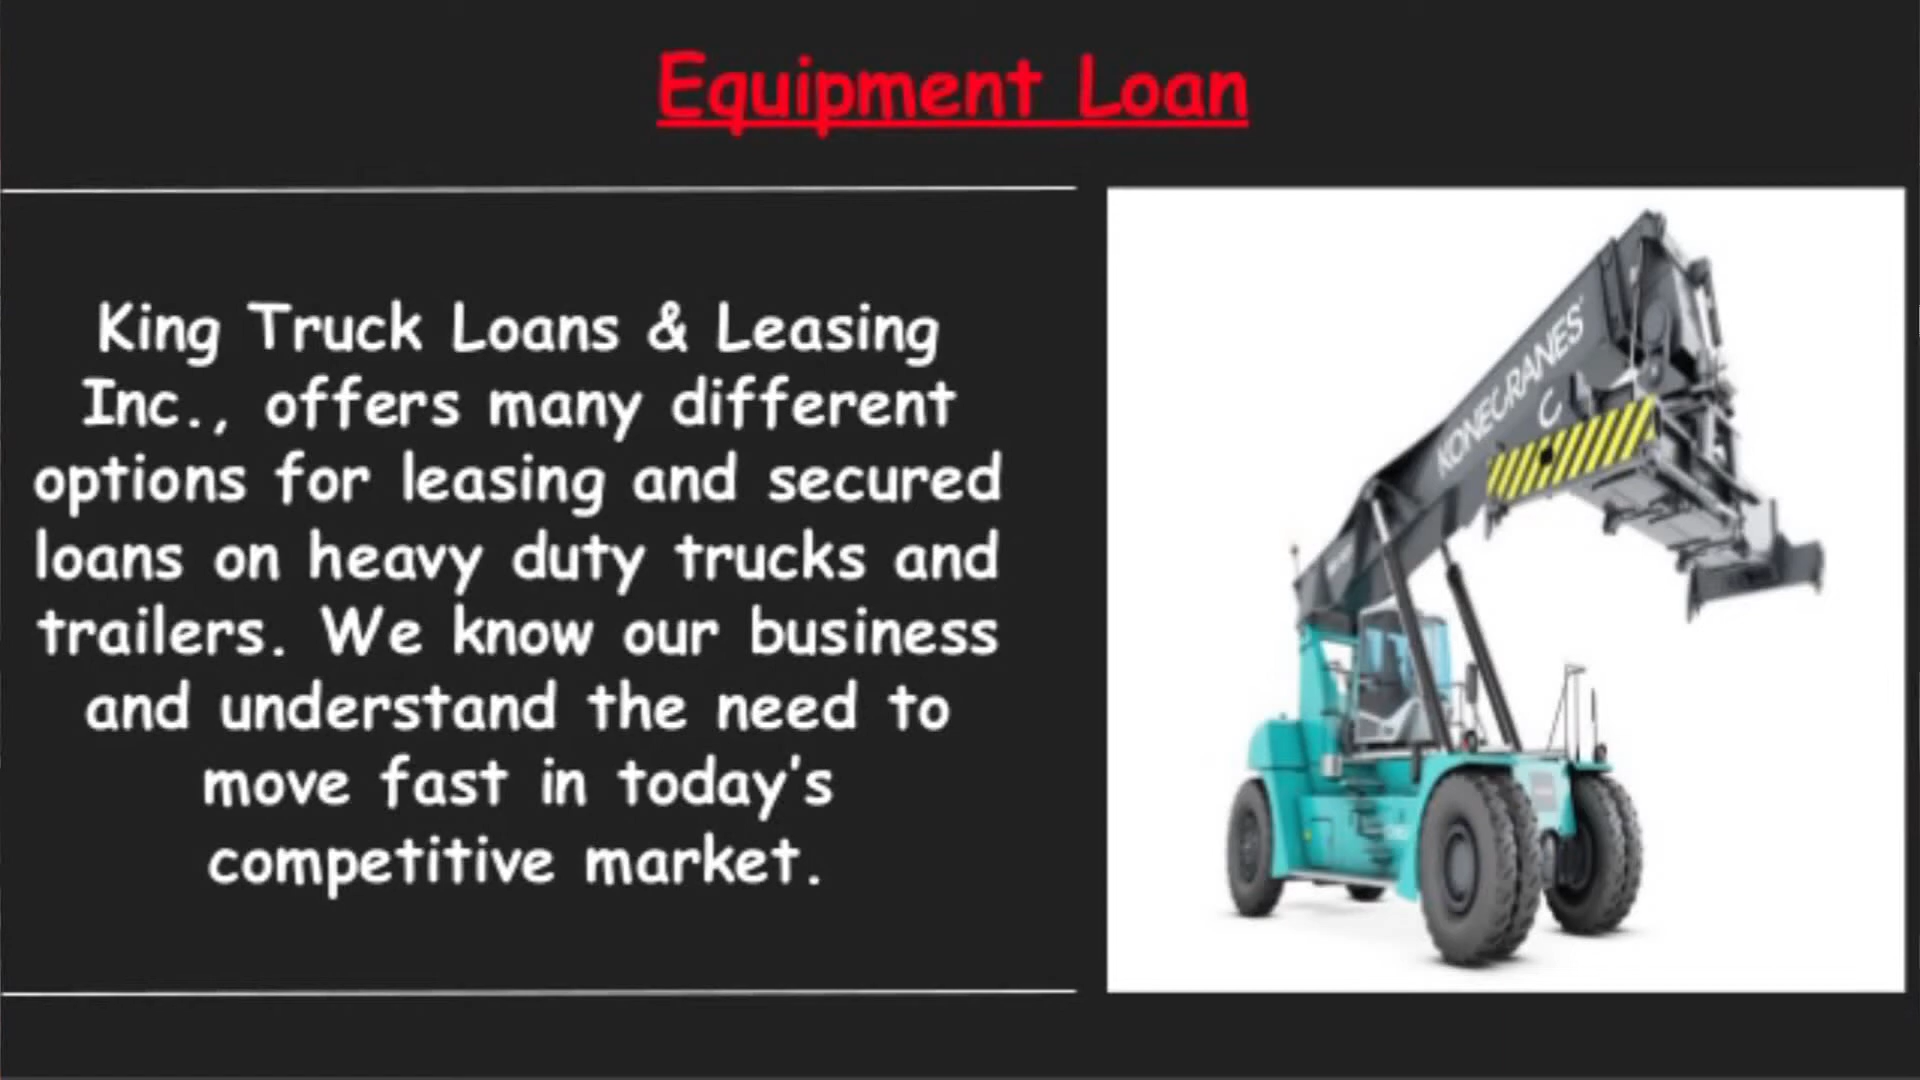 Equipment Loan
King Truck Loans & Leasing
Inc., offers many different
options for leasing and secured
loans on heavy duty trucks and
trailers. We know our business
and understand the need to
move fast in today's
competitive market.
KONECRANES
C